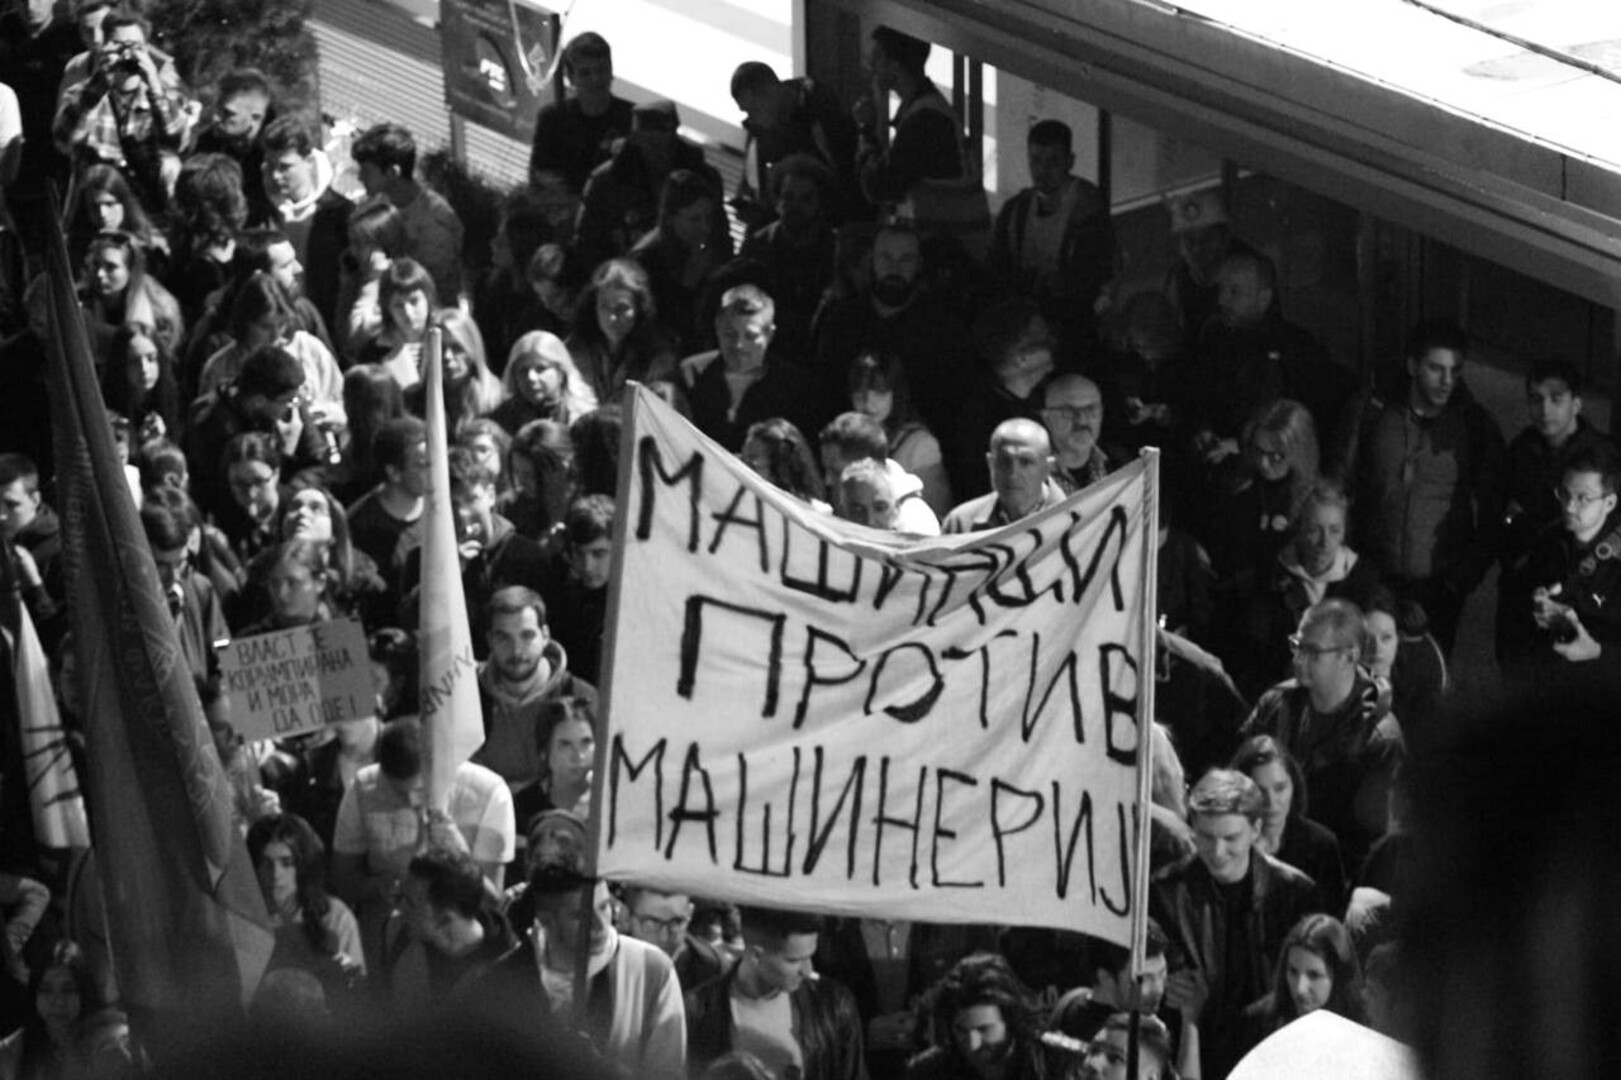 МАШИНЦИ
ПРОТИВ
МАШИНЕРИЈ
ВЛАСТ ЈЕ
КОРУМПИРАНА
И МОРА
ДА ОДЕ!